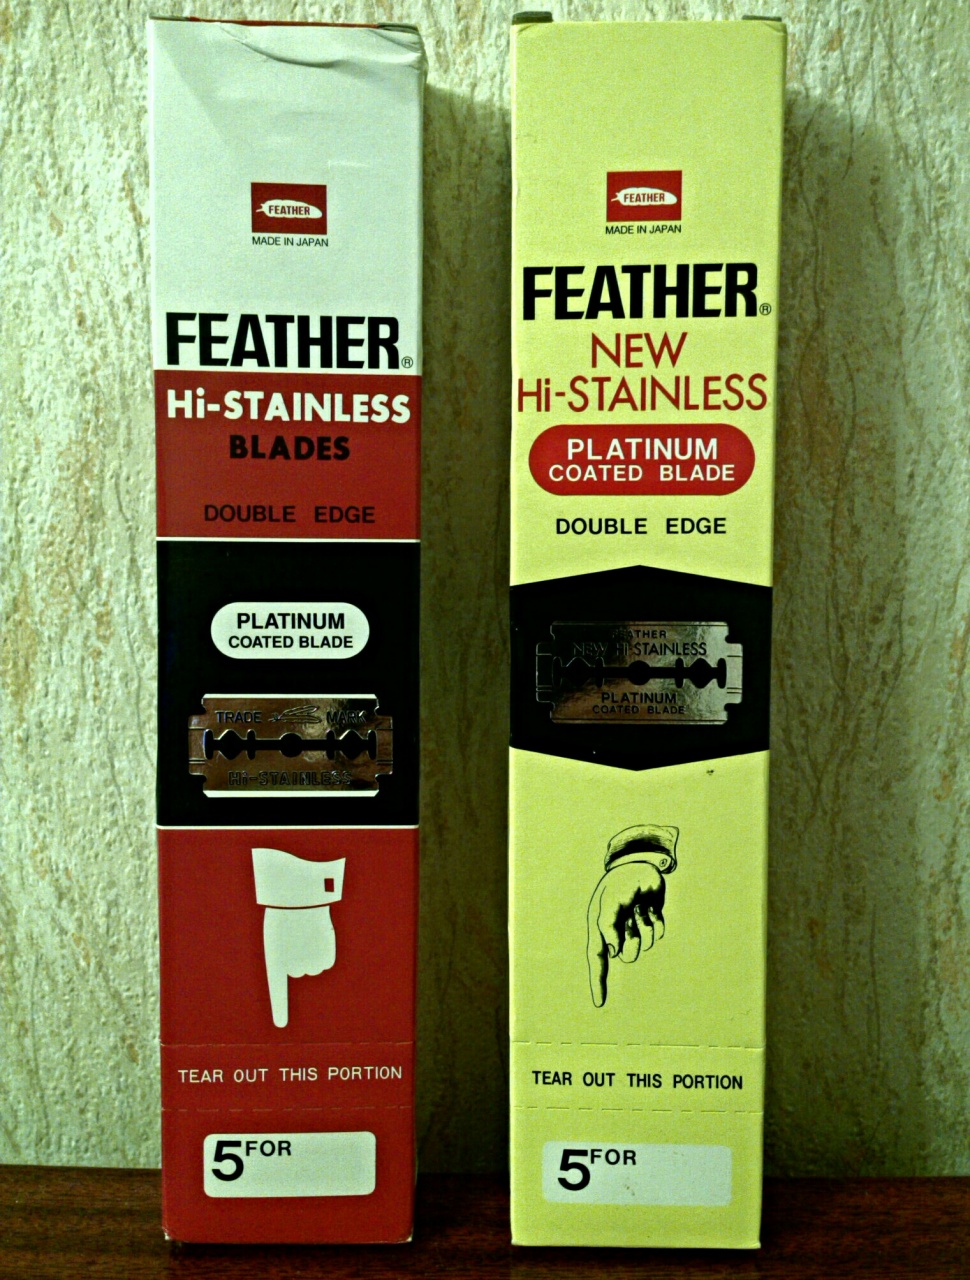 FEATHER
MADE IN JAPAN
FEATHER®
Hi-STAINLESS
BLADES
DOUBLE EDGE
PLATINUM
COATED BLADE
TRADE MARK
Hi-STAINLESS
TEAR OUT THIS PORTION
5 FOR
FEATHER
MADE IN JAPAN
FEATHER®
NEW
Hi-STAINLESS
PLATINUM
COATED BLADE
DOUBLE EDGE
FEATHER
NEW Hi-STAINLESS
PLATINUM
COATED BLADE
TEAR OUT THIS PORTION
5 FOR